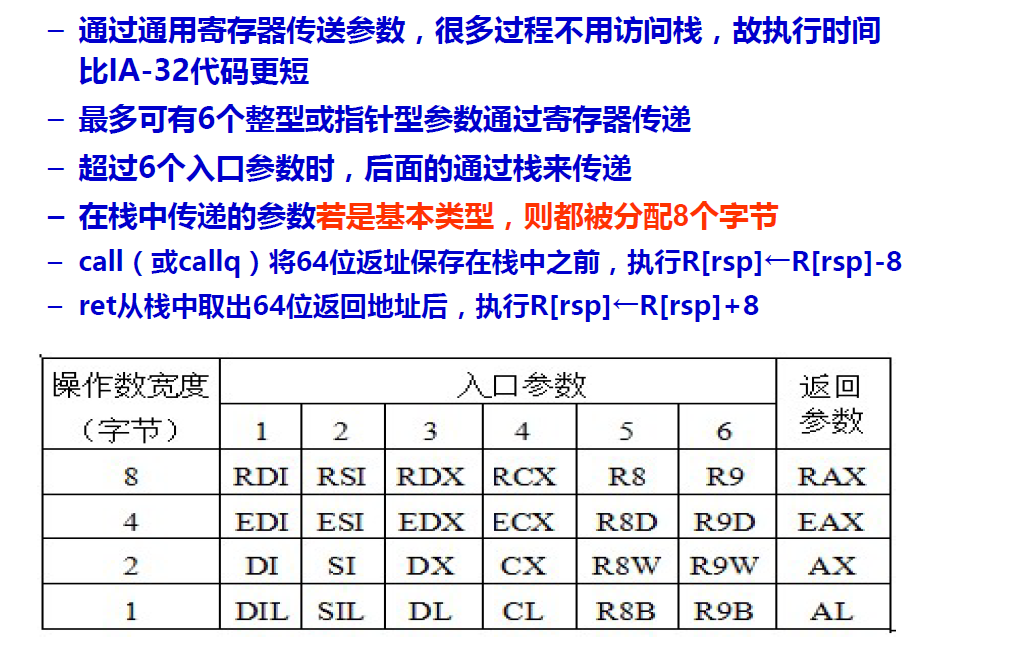 – 通过通用寄存器传送参数，很多过程不用访问栈，故执行时间
比IA-32代码更短
– 最多可有6个整型或指针型参数通过寄存器传递
– 超过6个入口参数时，后面的通过栈来传递
– 在栈中传递的参数若是基本类型，则都被分配8个字节
– call（或callq）将64位返址保存在栈中之前，执行R[rsp]←R[rsp]-8
– ret从栈中取出64位返回地址后，执行R[rsp]←R[rsp]+8
操作数宽度 入口参数 返回
（字节） 1 2 3 4 5 6 参数
8 RDI RSI RDX RCX R8 R9 RAX
4 EDI ESI EDX ECX R8D R9D EAX
2 DI SI DX CX R8W R9W AX
1 DIL SIL DL CL R8B R9B AL